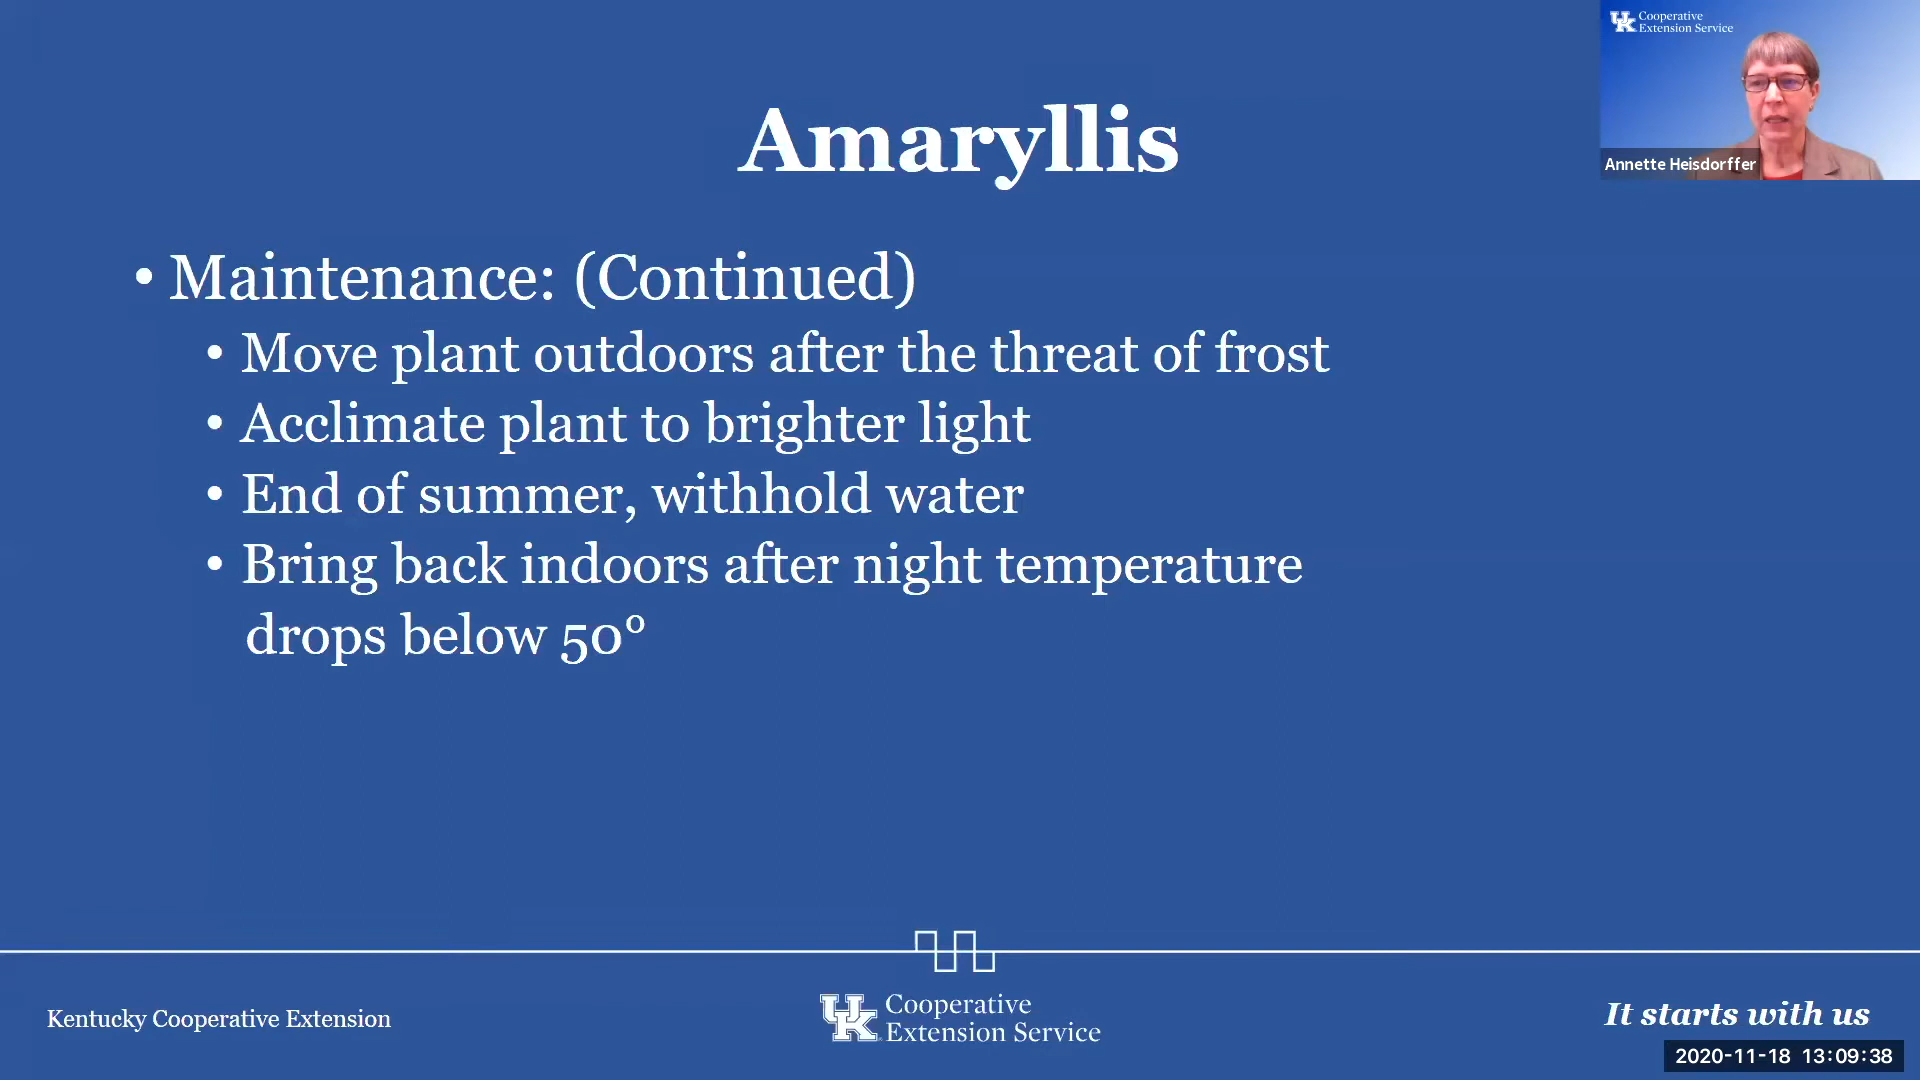 Cooperative
Extension Service
Annette Heisdorffer
Amaryllis
• Maintenance: (Continued)
• Move plant outdoors after the threat of frost
• Acclimate plant to brighter light
• End of summer, withhold water
• Bring back indoors after night temperature
drops below 50°
Kentucky Cooperative Extension
UK Cooperative
Extension Service
It starts with us
2020-11-18 13:09:38